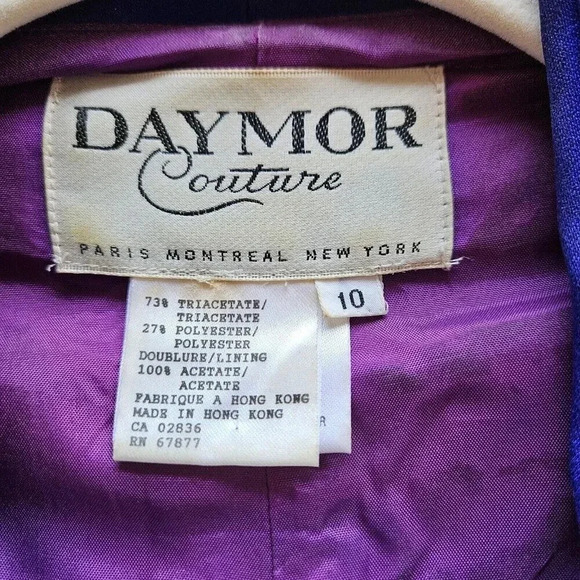 DAYMOR
Couture
PARIS MONTREAL NEW YORK
10
73% TRIACETATE/
TRIACETATE
27% POLYESTER/
POLYESTER
DOUBLURE/LINING
100% ACETATE/
ACETATE
FABRIQUE A HONG KONG
MADE IN HONG KONG
CA 02836
RN 67877
R